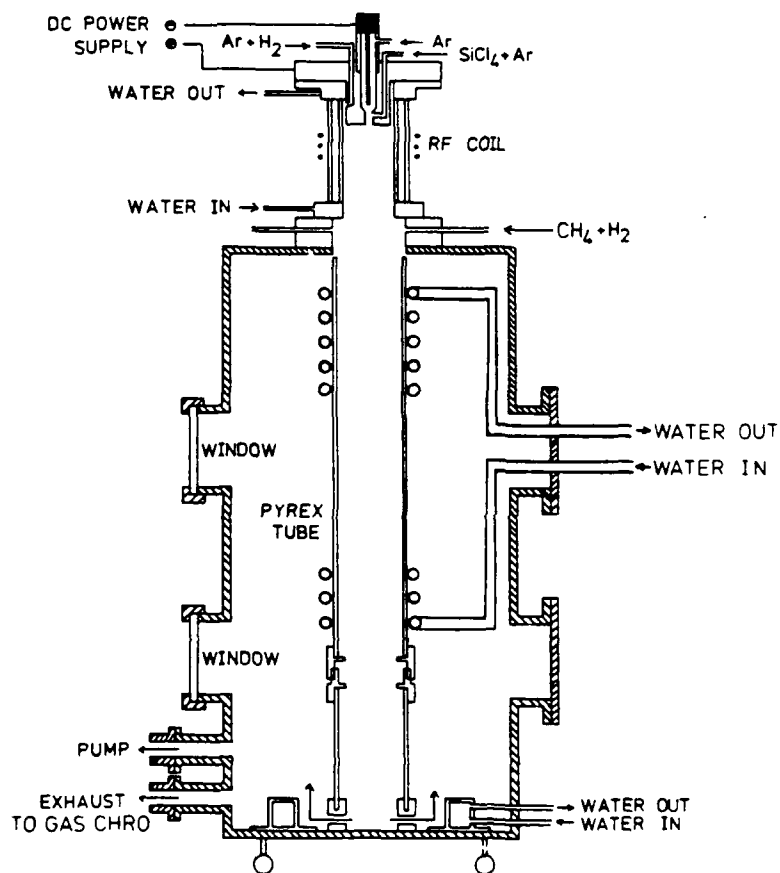 DC POWER
SUPPLY
Ar+H2
Ar
SiCl4+Ar
WATER OUT
RF COIL
WATER IN
CH4+H2
WINDOW
WATER OUT
WATER IN
PYREX
TUBE
WINDOW
PUMP
EXHAUST
TO GAS CHRO
WATER OUT
WATER IN